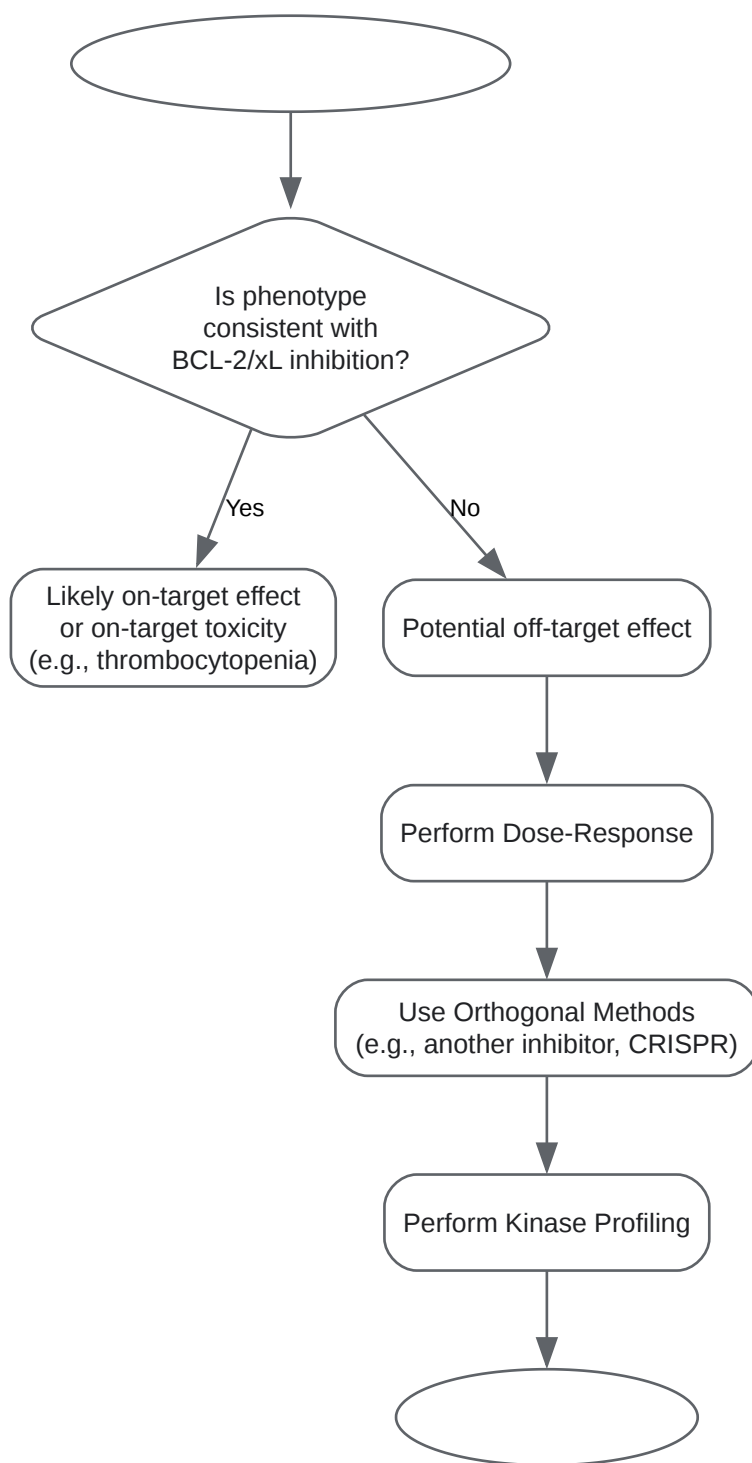 Is phenotype
consistent with
BCL-2/xL inhibition?
Yes
No
Likely on-target effect
or on-target toxicity
(e.g., thrombocytopenia)
Potential off-target effect
Perform Dose-Response
Use Orthogonal Methods
(e.g., another inhibitor, CRISPR)
Perform Kinase Profiling